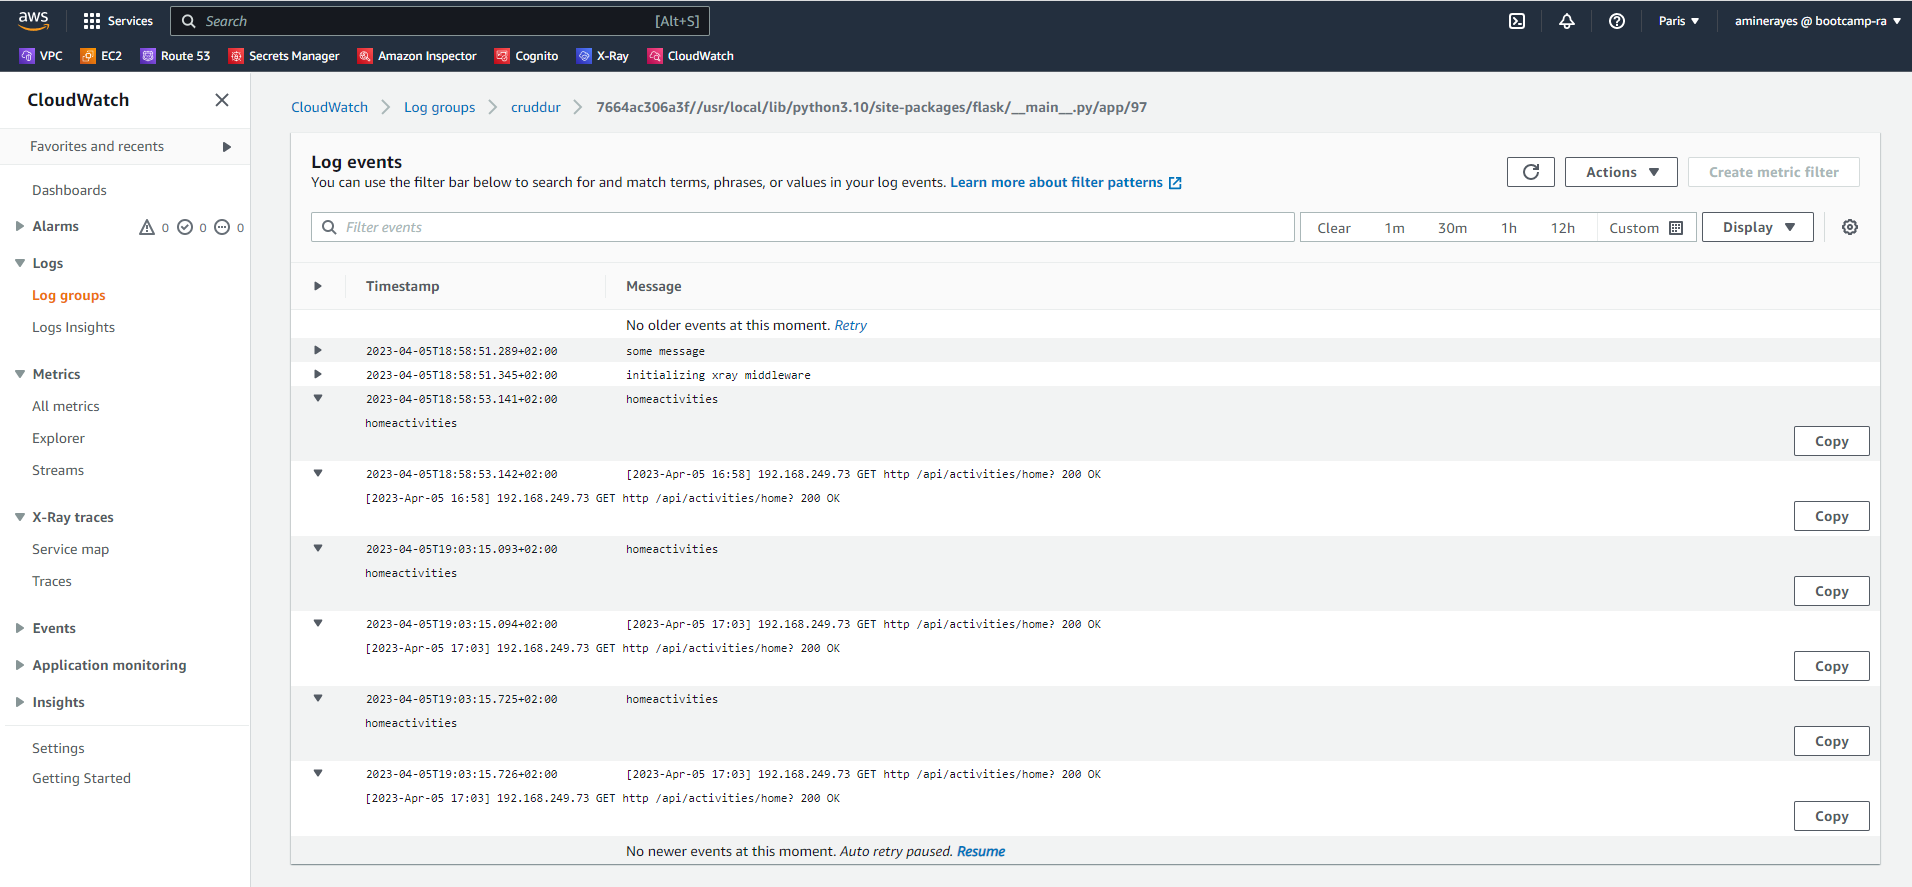 aws Services Search [Alt+S] Paris aminerayes @ bootcamp-ra
VPC EC2 Route 53 Secrets Manager Amazon Inspector Cognito X-Ray CloudWatch
CloudWatch
Favorites and recents
Dashboards
Alarms 0 0 0
Logs
Log groups
Logs Insights
Metrics
All metrics
Explorer
Streams
X-Ray traces
Service map
Traces
Events
Application monitoring
Insights
Settings
Getting Started
CloudWatch Log groups cruddur 7664ac306a3f//usr/local/lib/python3.10/site-packages/flask/__main__.py/app/97
Log events
You can use the filter bar below to search for and match terms, phrases, or values in your log events. Learn more about filter patterns
Actions Create metric filter
Filter events Clear 1m 30m 1h 12h Custom Display
Timestamp Message
No older events at this moment. Retry
2023-04-05T18:58:51.289+02:00 some message
2023-04-05T18:58:51.345+02:00 initializing xray middleware
2023-04-05T18:58:53.141+02:00 homeactivities
homeactivities
Copy
2023-04-05T18:58:53.142+02:00 [2023-Apr-05 16:58] 192.168.249.73 GET http /api/activities/home? 200 OK
[2023-Apr-05 16:58] 192.168.249.73 GET http /api/activities/home? 200 OK
Copy
2023-04-05T19:03:15.093+02:00 homeactivities
homeactivities
Copy
2023-04-05T19:03:15.094+02:00 [2023-Apr-05 17:03] 192.168.249.73 GET http /api/activities/home? 200 OK
[2023-Apr-05 17:03] 192.168.249.73 GET http /api/activities/home? 200 OK
Copy
2023-04-05T19:03:15.725+02:00 homeactivities
homeactivities
Copy
2023-04-05T19:03:15.726+02:00 [2023-Apr-05 17:03] 192.168.249.73 GET http /api/activities/home? 200 OK
[2023-Apr-05 17:03] 192.168.249.73 GET http /api/activities/home? 200 OK
Copy
No newer events at this moment. Auto retry paused. Resume